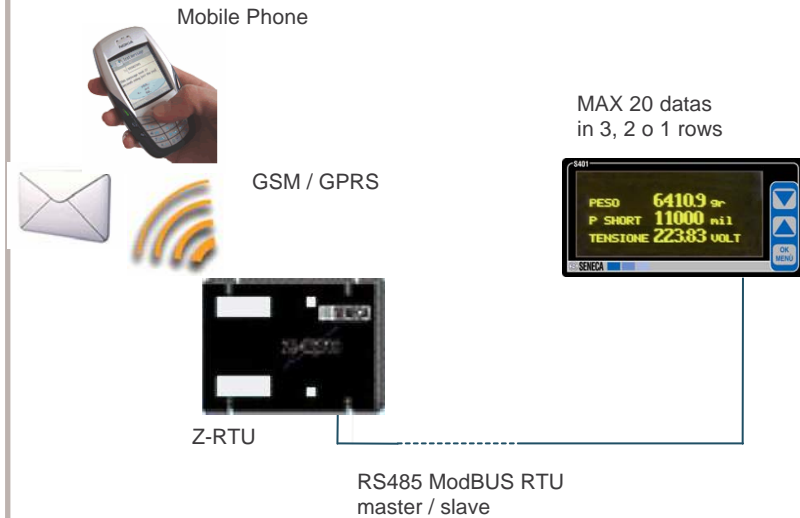 Mobile Phone
MAX 20 datas
in 3, 2 o 1 rows
GSM / GPRS
S401
PESO 6410.9 gr
P SHORT 11000 mil
TENSIONE 223.83 VOLT
OK
MENÙ
SENECA
Z-RTU
RS485 ModBUS RTU
master / slave